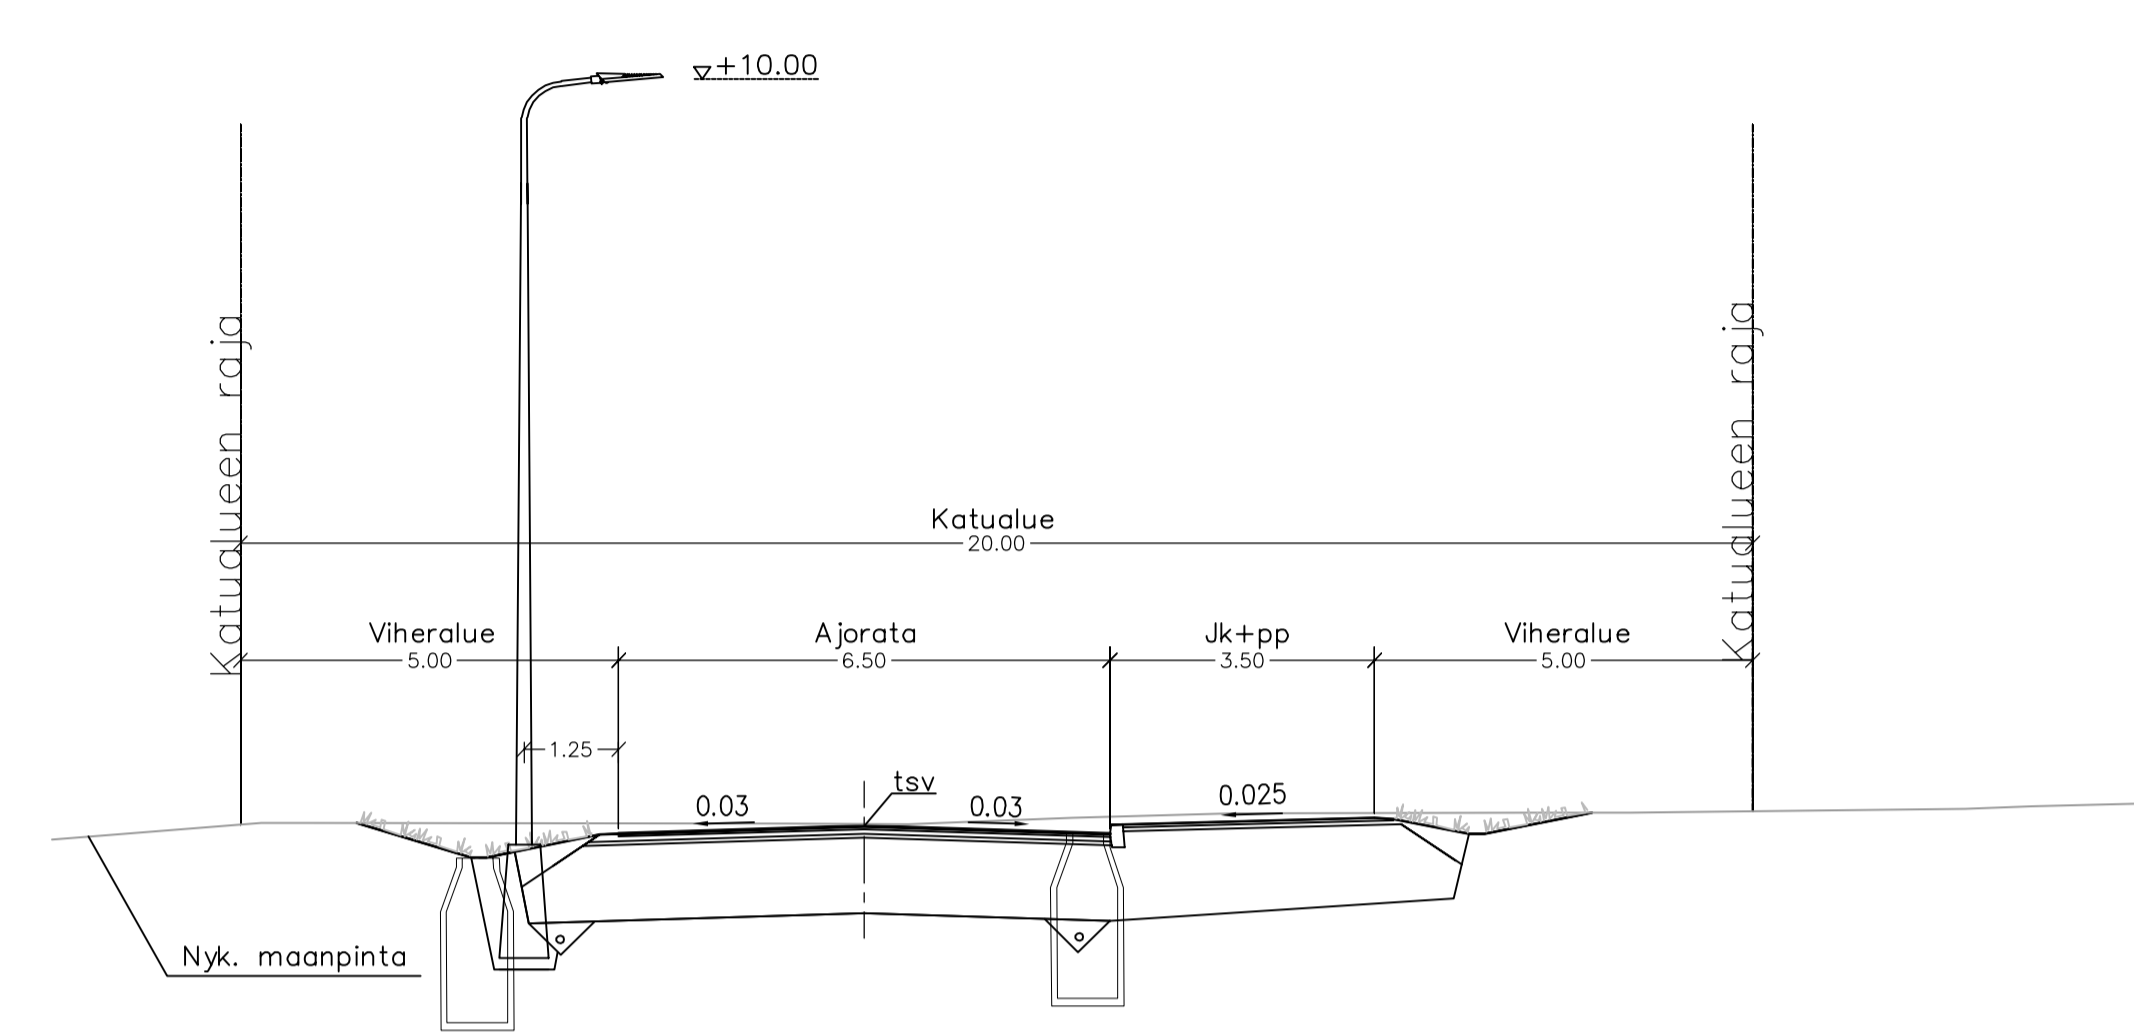 +10.00
Katualueen raja
Katualueen raja
Katualue
20.00
Viheralue
Ajorata
Jk+pp
Viheralue
5.00
6.50
3.50
5.00
1.25
tsv
0.03
0.03
0.025
Nyk. maanpinta